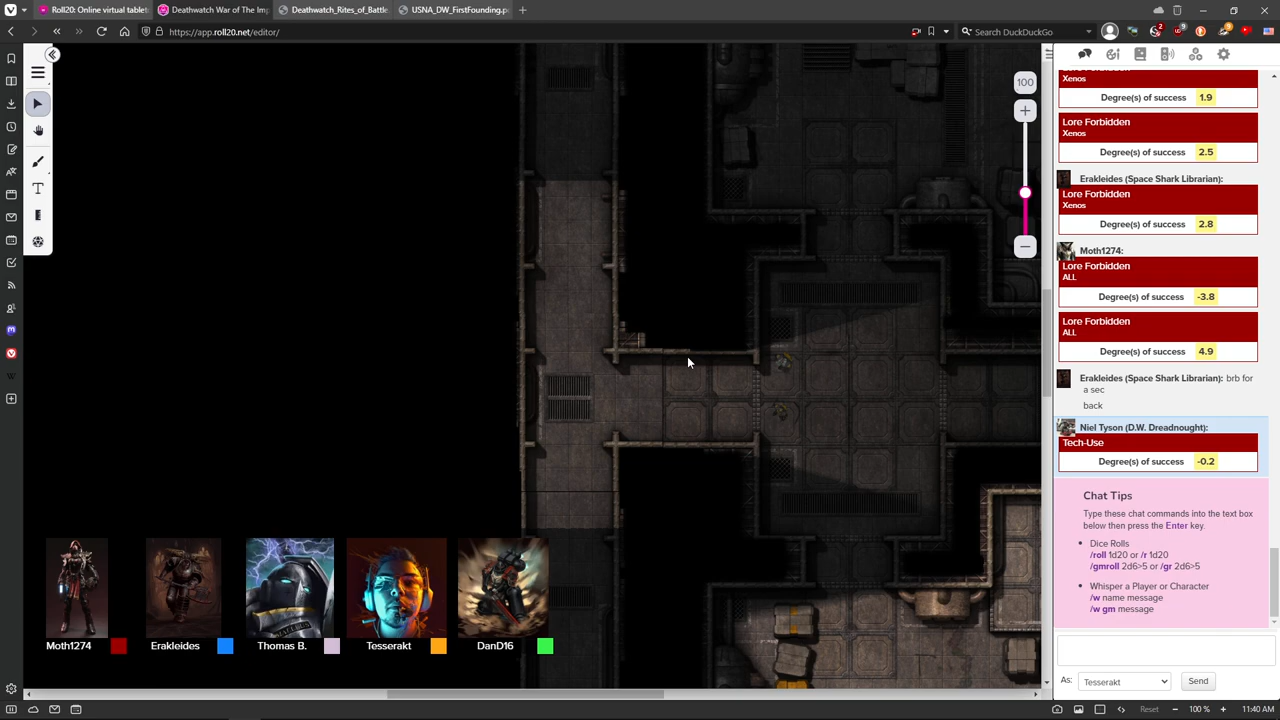 Roll20: Online virtual tablet
Deathwatch War of The Imp
Deathwatch_Rites_of_Battle
USNA_DW_FirstFounding.p
https://app.roll20.net/editor/
Search DuckDuckGo
100
Lore Forbidden
Xenos
Degree(s) of success 1.9
Lore Forbidden
Xenos
Degree(s) of success 2.5
Erakleides (Space Shark Librarian):
Lore Forbidden
Xenos
Degree(s) of success 2.8
Moth1274:
Lore Forbidden
ALL
Degree(s) of success -3.8
Lore Forbidden
ALL
Degree(s) of success 4.9
Erakleides (Space Shark Librarian): brb for
a sec
back
Niel Tyson (D.W. Dreadnought):
Tech-Use
Degree(s) of success -0.2
Chat Tips
Type these chat commands into the text box
below then press the Enter key.
Dice Rolls
/roll 1d20 or /r 1d20
/gmroll 2d6>5 or /gr 2d6>5
Whisper a Player or Character
/w name message
/w gm message
As: Tesserakt Send
Moth1274
Erakleides
Thomas B.
Tesserakt
DanD16
Reset 100 % 11:40 AM